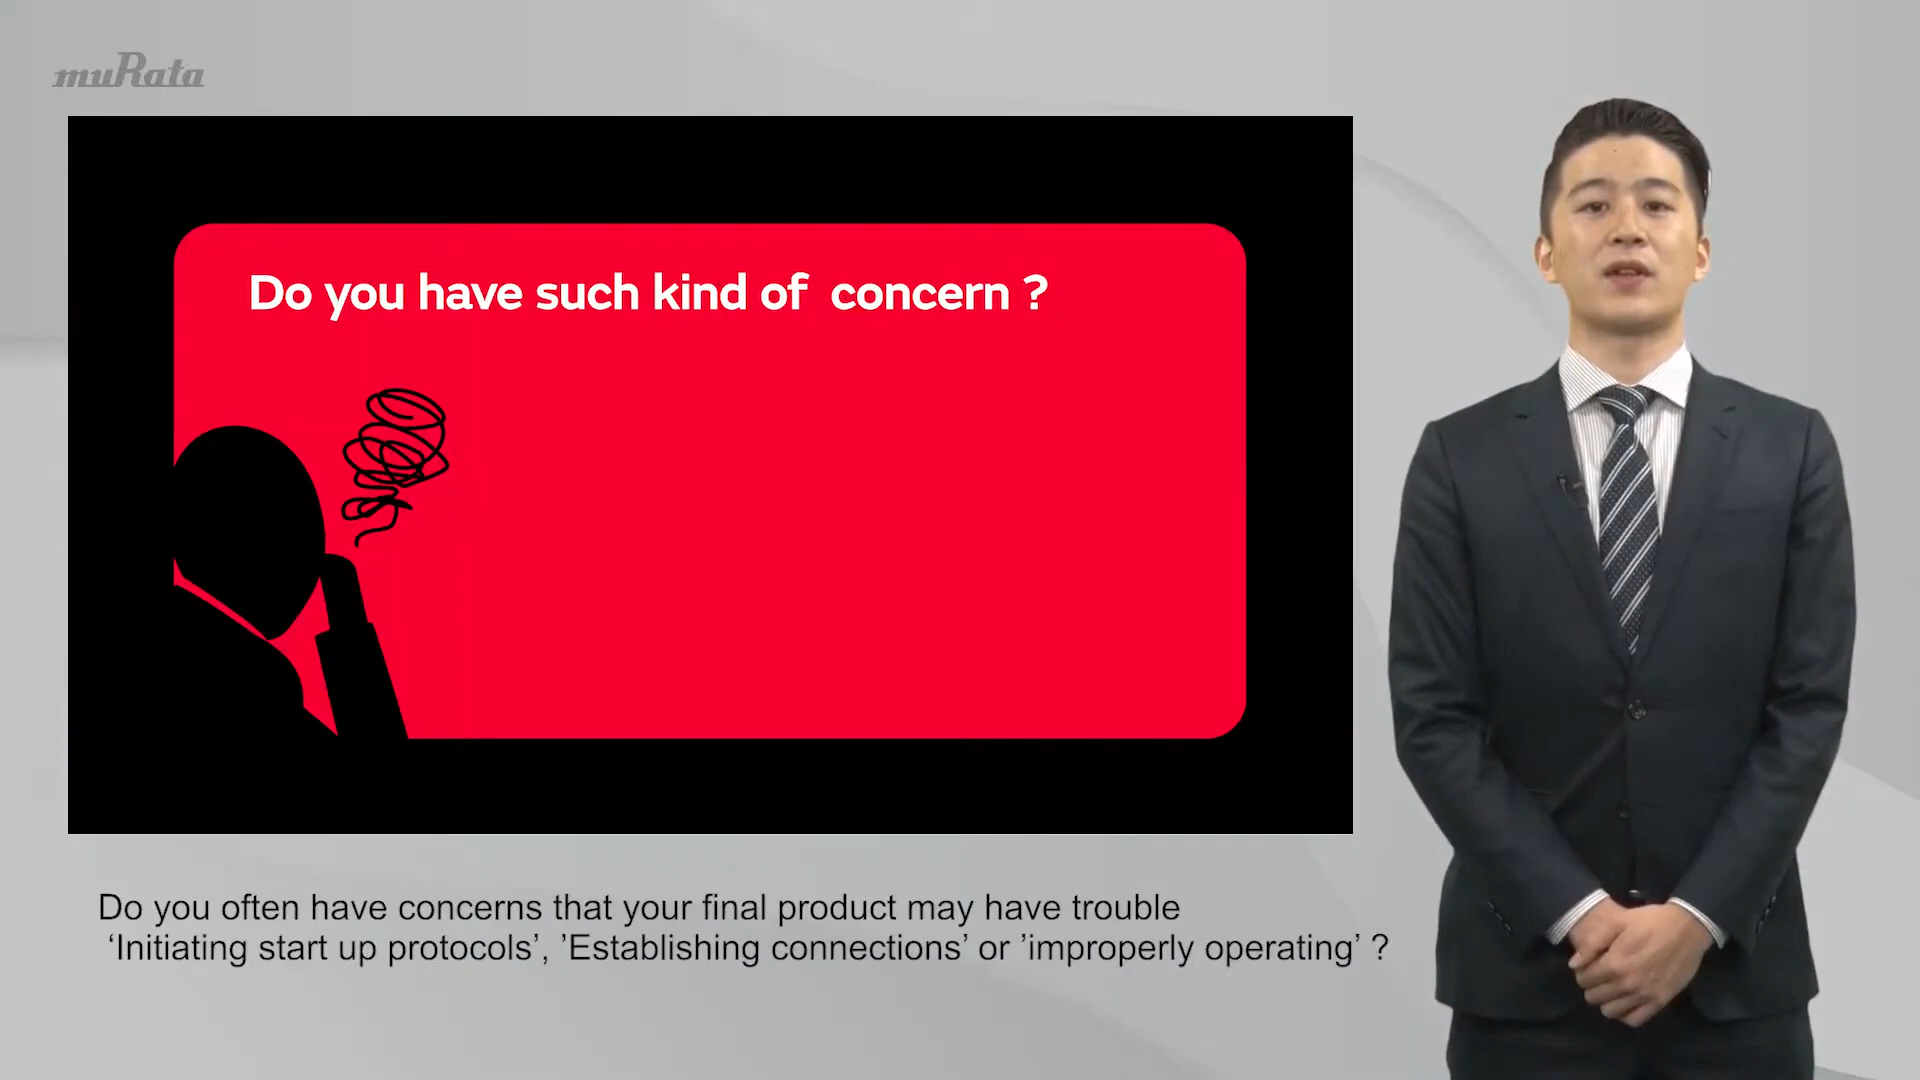 muRata
Do you have such kind of concern ?
Do you often have concerns that your final product may have trouble
‘Initiating start up protocols’, ’Establishing connections’ or ’improperly operating’ ?